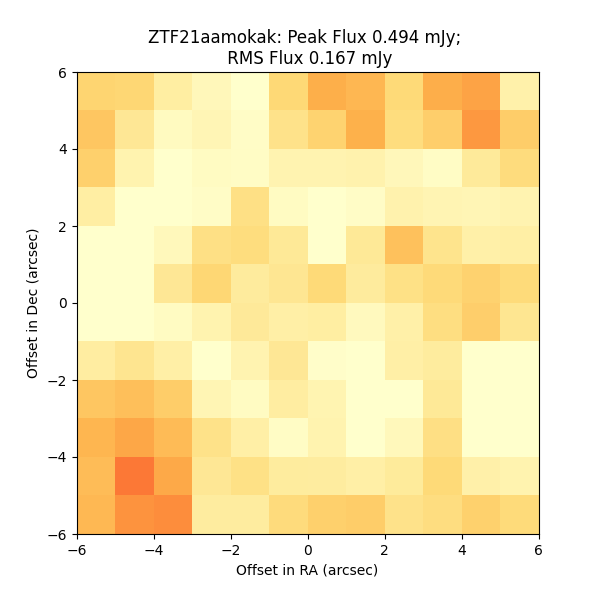 ZTF21aamokak: Peak Flux 0.494 mJy;
RMS Flux 0.167 mJy
6
4
2
0
−2
−4
−6
Offset in Dec (arcsec)
−6 −4 −2 0 2 4 6
Offset in RA (arcsec)